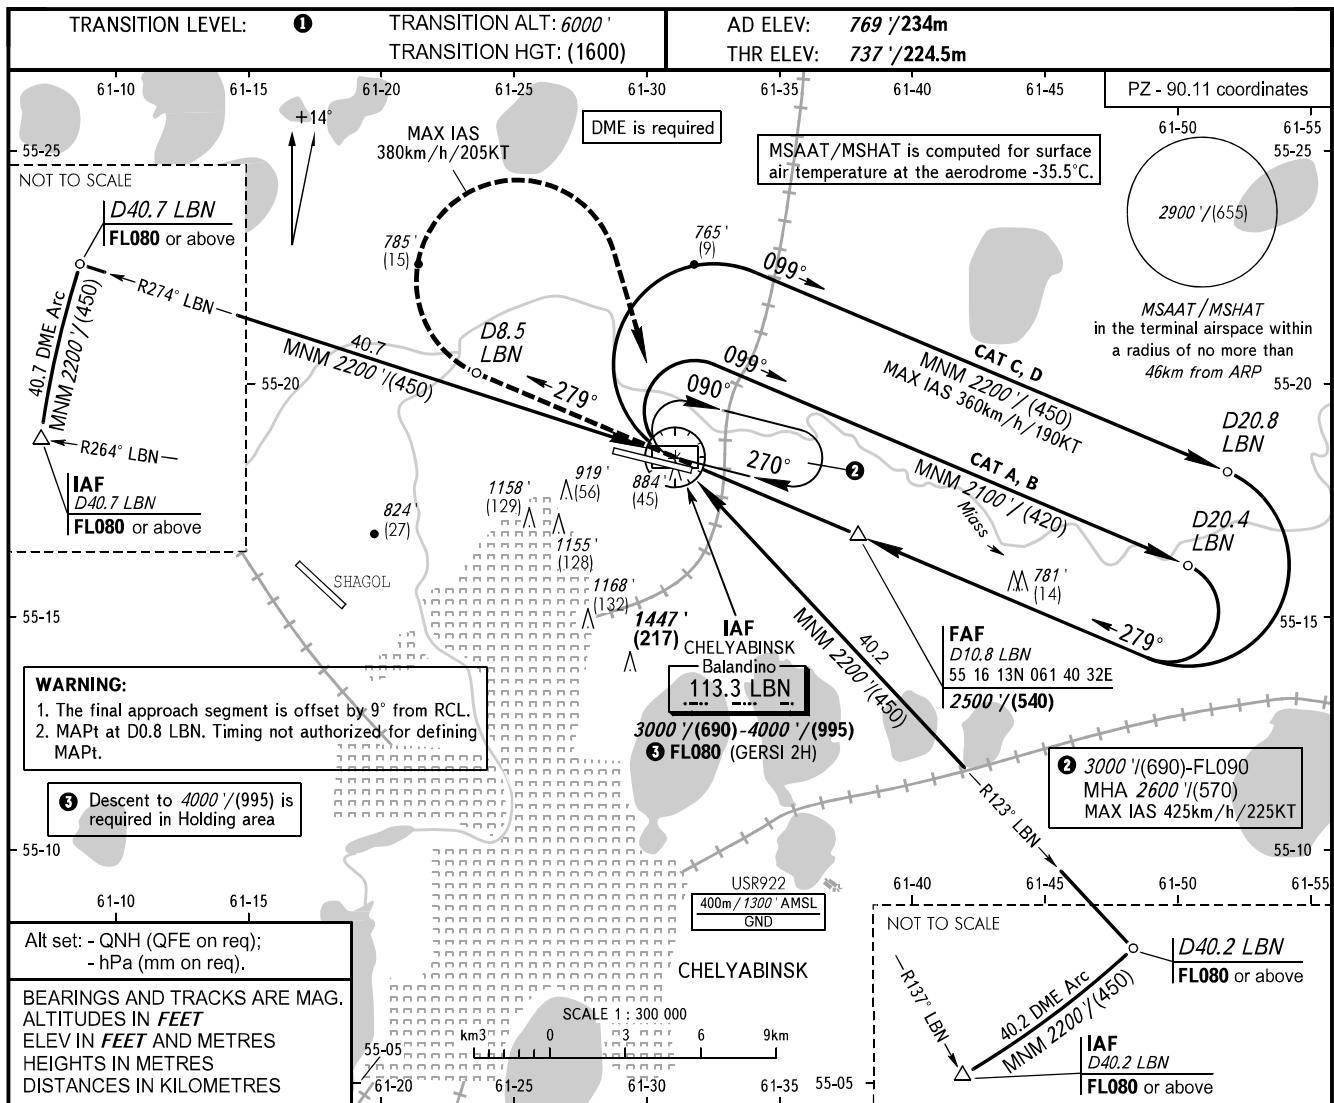 TRANSITION LEVEL: ❶
TRANSITION ALT: 6000 '
TRANSITION HGT: (1600)
AD ELEV: 769 '/234m
THR ELEV: 737 '/224.5m
61-10 61-15 61-20 61-25 61-30 61-35 61-40 61-45
PZ - 90.11 coordinates
61-50 61-55
55-25
55-25
+14°
DME is required
MAX IAS
380km/h/205KT
MSAAT/MSHAT is computed for surface
air temperature at the aerodrome -35.5°C.
NOT TO SCALE
D40.7 LBN
FL080 or above
2900 '/(655)
MSAAT/MSHAT
in the terminal airspace within
a radius of no more than
46km from ARP
785 '
(15)
765 '
(9)
099°
R274° LBN
40.7 DME Arc
MNM 2200 '/(450)
40.7
MNM 2200 '/(450)
D8.5
LBN
279°
099°
090°
CAT C, D
MNM 2200 '/(450)
MAX IAS 360km/h/190KT
55-20
55-20
D20.8
LBN
R264° LBN
IAF
D40.7 LBN
FL080 or above
270°
❷
CAT A, B
MNM 2100 '/(420)
Miass
D20.4
LBN
919 '
(56)
884 '
(45)
1158 '
(129)
824 '
(27)
1155 '
(128)
SHAGOL
1168 '
(132)
781 '
(14)
55-15
55-15
1447 '
(217)
IAF
CHELYABINSK
Balandino
113.3 LBN
3000 '/(690)-4000 '/(995)
❸ FL080 (GERSI 2H)
40.2
MNM 2200 '/(450)
279°
FAF
D10.8 LBN
55 16 13N 061 40 32E
2500 '/(540)
WARNING:
1. The final approach segment is offset by 9° from RCL.
2. MAPt at D0.8 LBN. Timing not authorized for defining
MAPt.
❷ 3000 '/(690)-FL090
MHA 2600 '/(570)
MAX IAS 425km/h/225KT
❸ Descent to 4000 '/(995) is
required in Holding area
R123° LBN
55-10
55-10
USR922
400m/1300 ' AMSL
GND
61-40 61-45 61-50 61-55
61-10 61-15
NOT TO SCALE
Alt set: - QNH (QFE on req);
- hPa (mm on req).
CHELYABINSK
D40.2 LBN
FL080 or above
R137° LBN
40.2 DME Arc
MNM 2200 '/(450)
BEARINGS AND TRACKS ARE MAG.
ALTITUDES IN FEET
ELEV IN FEET AND METRES
HEIGHTS IN METRES
DISTANCES IN KILOMETRES
SCALE 1 : 300 000
km3 0 3 6 9km
IAF
D40.2 LBN
FL080 or above
55-05
55-05
61-20 61-25 61-30 61-35